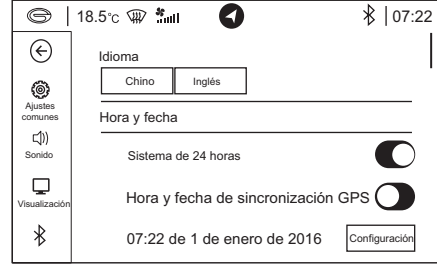 18.5°c 07:22
Idioma
Chino Inglés
Ajustes
comunes
Hora y fecha
Sonido
Sistema de 24 horas
Visualización
Hora y fecha de sincronización GPS
07:22 de 1 de enero de 2016 Configuración